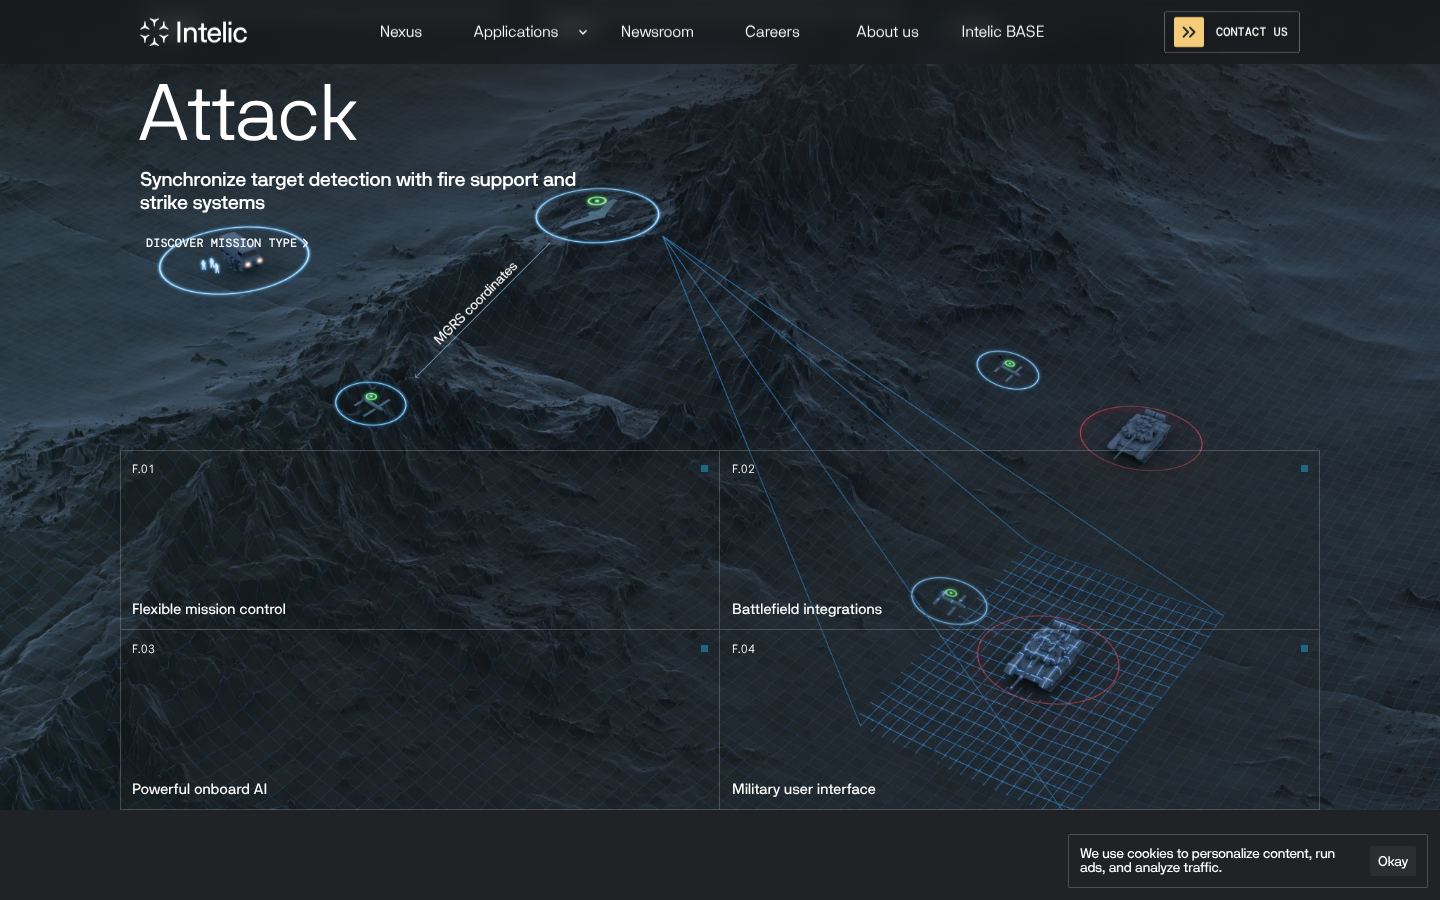 Intelic
Nexus
Applications
Newsroom
Careers
About us
Intelic BASE
CONTACT US
Attack
Synchronize target detection with fire support and
strike systems
DISCOVER MISSION TYPE
MGRS coordinates
F.01
Flexible mission control
F.02
Battlefield integrations
F.03
Powerful onboard AI
F.04
Military user interface
We use cookies to personalize content, run
ads, and analyze traffic.
Okay